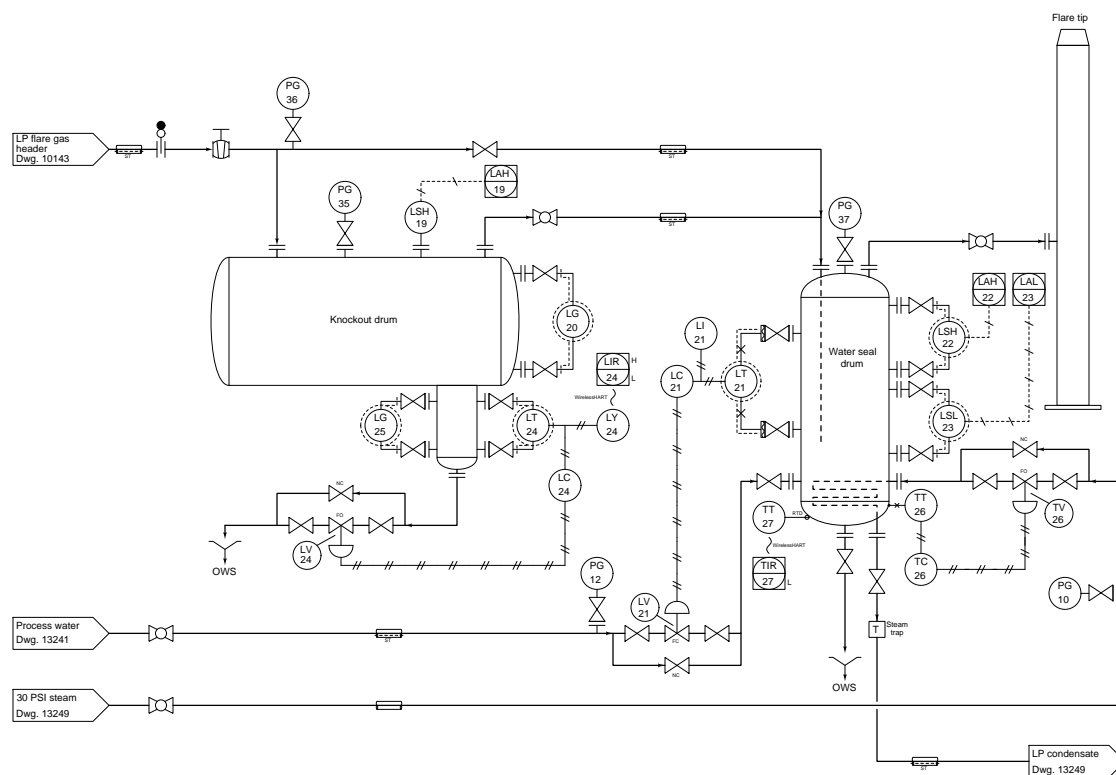 Flare tip
PG
36
LP flare gas
header
Dwg. 10143
ST
ST
LAH
19
PG
35
LSH
19
PG
37
ST
LAH
22
LAL
23
Knockout drum
LG
20
LI
21
LSH
22
Water seal
drum
LIR
24
H
L
LC
21
LT
21
WirelessHART
LG
25
LT
24
LY
24
LSL
23
NC
LC
24
NC
FO
TT
26
TV
26
FO
TT
27
RTD
LV
24
WirelessHART
OWS
TIR
27
L
TC
26
PG
12
PG
10
LV
21
Process water
Dwg. 13241
ST
FC
T
Steam
trap
NC
OWS
30 PSI steam
Dwg. 13249
LP condensate
Dwg. 13249
ST